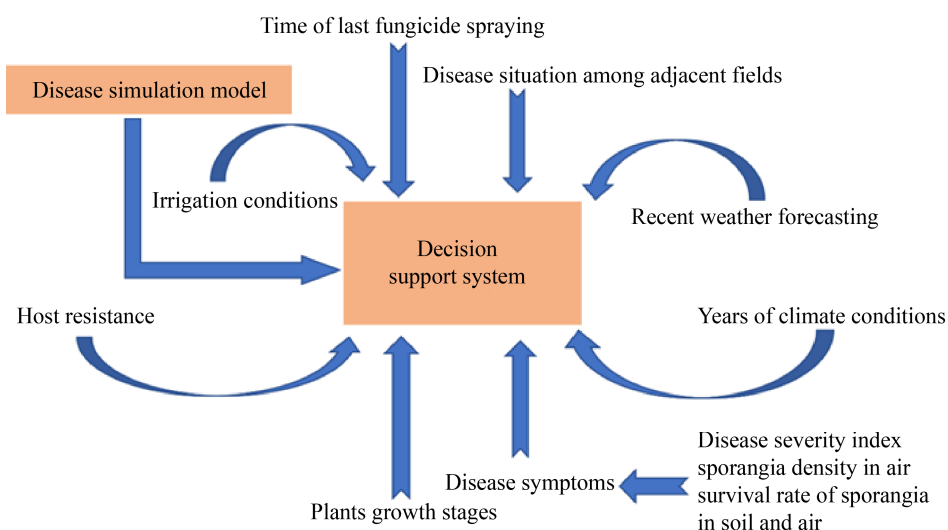 Time of last fungicide spraying
Disease situation among adjacent fields
Disease simulation model
Irrigation conditions
Recent weather forecasting
Decision
support system
Host resistance
Years of climate conditions
Disease severity index
sporangia density in air
survival rate of sporangia
in soil and air
Disease symptoms
Plants growth stages